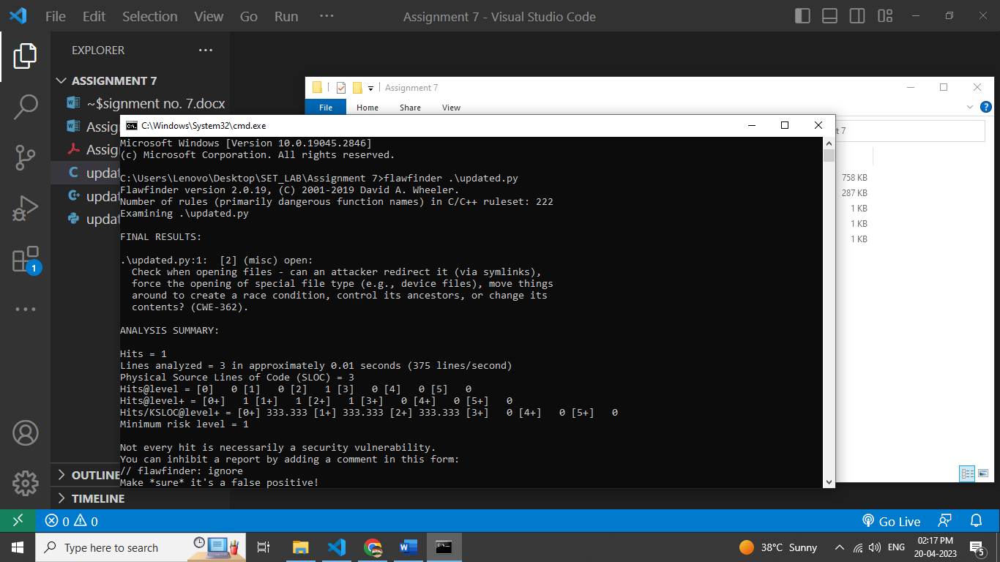 File Edit Selection View Go Run ··· Assignment 7 - Visual Studio Code
EXPLORER ···
ASSIGNMENT 7
~$signment no. 7.docx
Assig
Assig
C updat
updat
updat
OUTLINE
TIMELINE
Assignment 7
File Home Share View
t 7
758 KB
287 KB
1 KB
1 KB
1 KB
C:\Windows\System32\cmd.exe
Microsoft Windows [Version 10.0.19045.2846]
(c) Microsoft Corporation. All rights reserved.
C:\Users\Lenovo\Desktop\SET_LAB\Assignment 7>flawfinder .\updated.py
Flawfinder version 2.0.19, (C) 2001-2019 David A. Wheeler.
Number of rules (primarily dangerous function names) in C/C++ ruleset: 222
Examining .\updated.py
FINAL RESULTS:
.\updated.py:1:  [2] (misc) open:
Check when opening files - can an attacker redirect it (via symlinks),
force the opening of special file type (e.g., device files), move things
around to create a race condition, control its ancestors, or change its
contents? (CWE-362).
ANALYSIS SUMMARY:
Hits = 1
Lines analyzed = 3 in approximately 0.01 seconds (375 lines/second)
Physical Source Lines of Code (SLOC) = 3
Hits@level = [0]   0 [1]   0 [2]   1 [3]   0 [4]   0 [5]   0
Hits@level+ = [0+]   1 [1+]   1 [2+]   1 [3+]   0 [4+]   0 [5+]   0
Hits/KSLOC@level+ = [0+] 333.333 [1+] 333.333 [2+] 333.333 [3+]   0 [4+]   0 [5+]   0
Minimum risk level = 1
Not every hit is necessarily a security vulnerability.
You can inhibit a report by adding a comment in this form:
// flawfinder: ignore
Make *sure* it's a false positive!
1
0 0 Go Live
Type here to search 38°C Sunny ENG 02:17 PM
20-04-2023 5